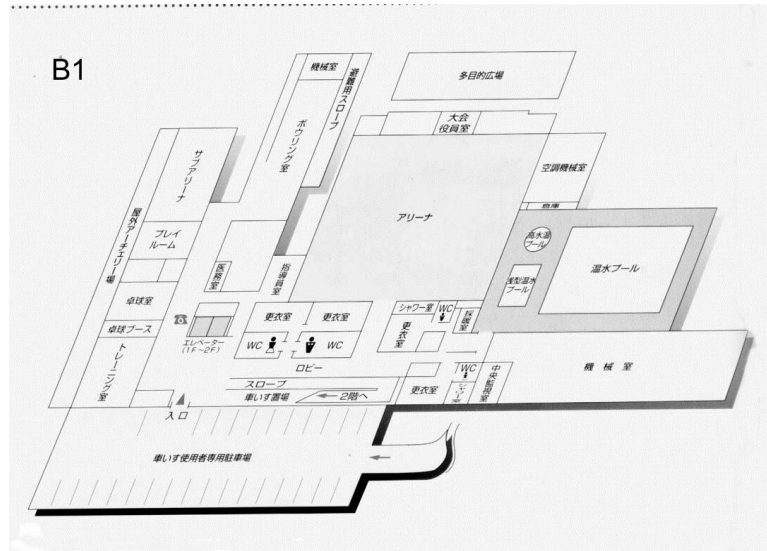 B1
機械室
避難用スロープ
ボウリング室
多目的広場
大会
役員室
サブアリーナ
空調機械室
アリーナ
倉庫
屋外アーチェリー場
プレイ
ルーム
高水温
プール
温水プール
浅型温水
プール
医務室
指導員室
卓球室
卓球ブース
エレベーター
(1F~2F)
更衣室
更衣室
シャワー室
WC
採暖室
更衣室
WC
WC
トレーニング室
ロビー
スロープ
車いす置場
2階へ
更衣室
WC
シャワー室
中央監視室
機械室
入口
車いす使用者専用駐車場